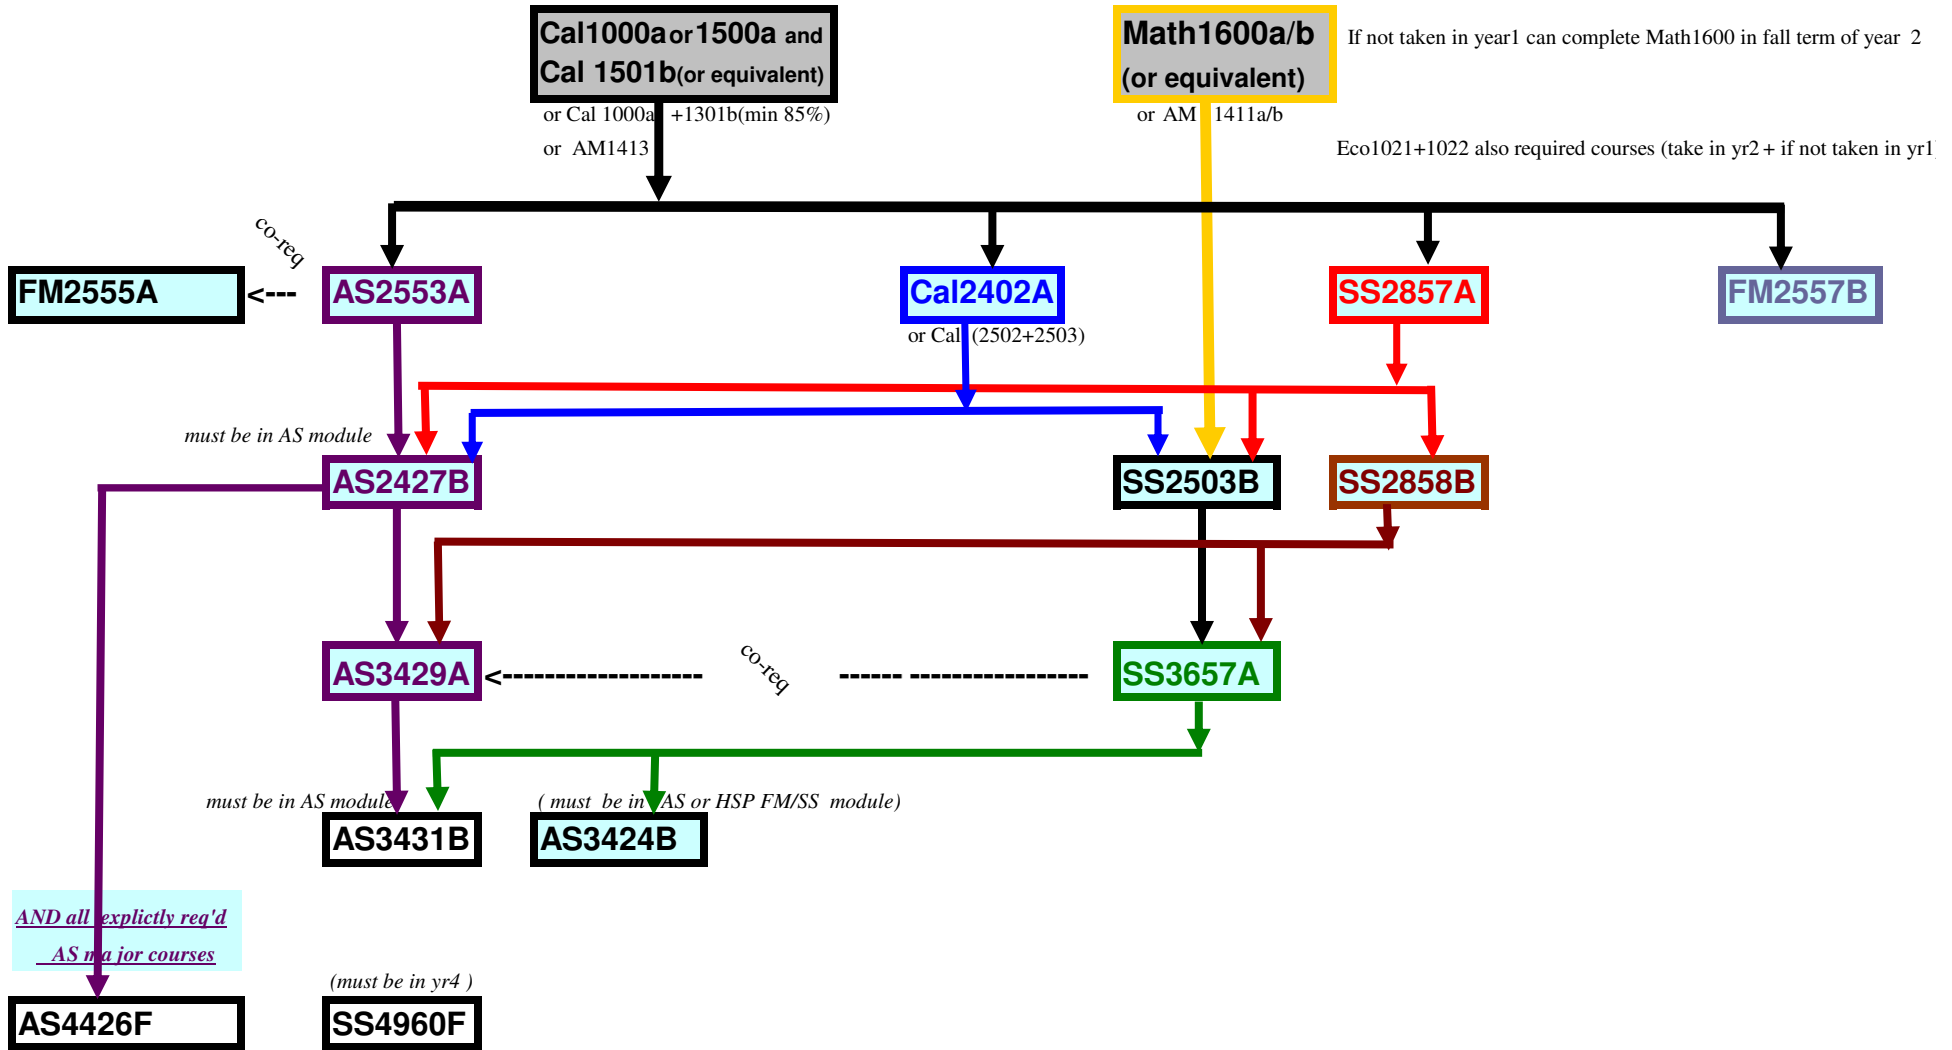 Cal1000a or 1500a and
Cal 1501b(or equivalent)
or Cal 1000a +1301b(min 85%)
or AM1413
Math1600a/b
(or equivalent)
or AM 1411a/b
If not taken in year1 can complete Math1600 in fall term of year 2
Eco1021+1022 also required courses (take in yr2 + if not taken in yr1)
co-req
FM2555A
<---
AS2553A
Cal2402A
or Cal (2502+2503)
SS2857A
FM2557B
must be in AS module
AS2427B
SS2503B
SS2858B
AS3429A
<------------------------
co-req
------ -----------------
SS3657A
must be in AS module
( must be in AS or HSP FM/SS module)
AS3431B
AS3424B
AND all explictly req'd
AS ma jor courses
(must be in yr4 )
AS4426F
SS4960F